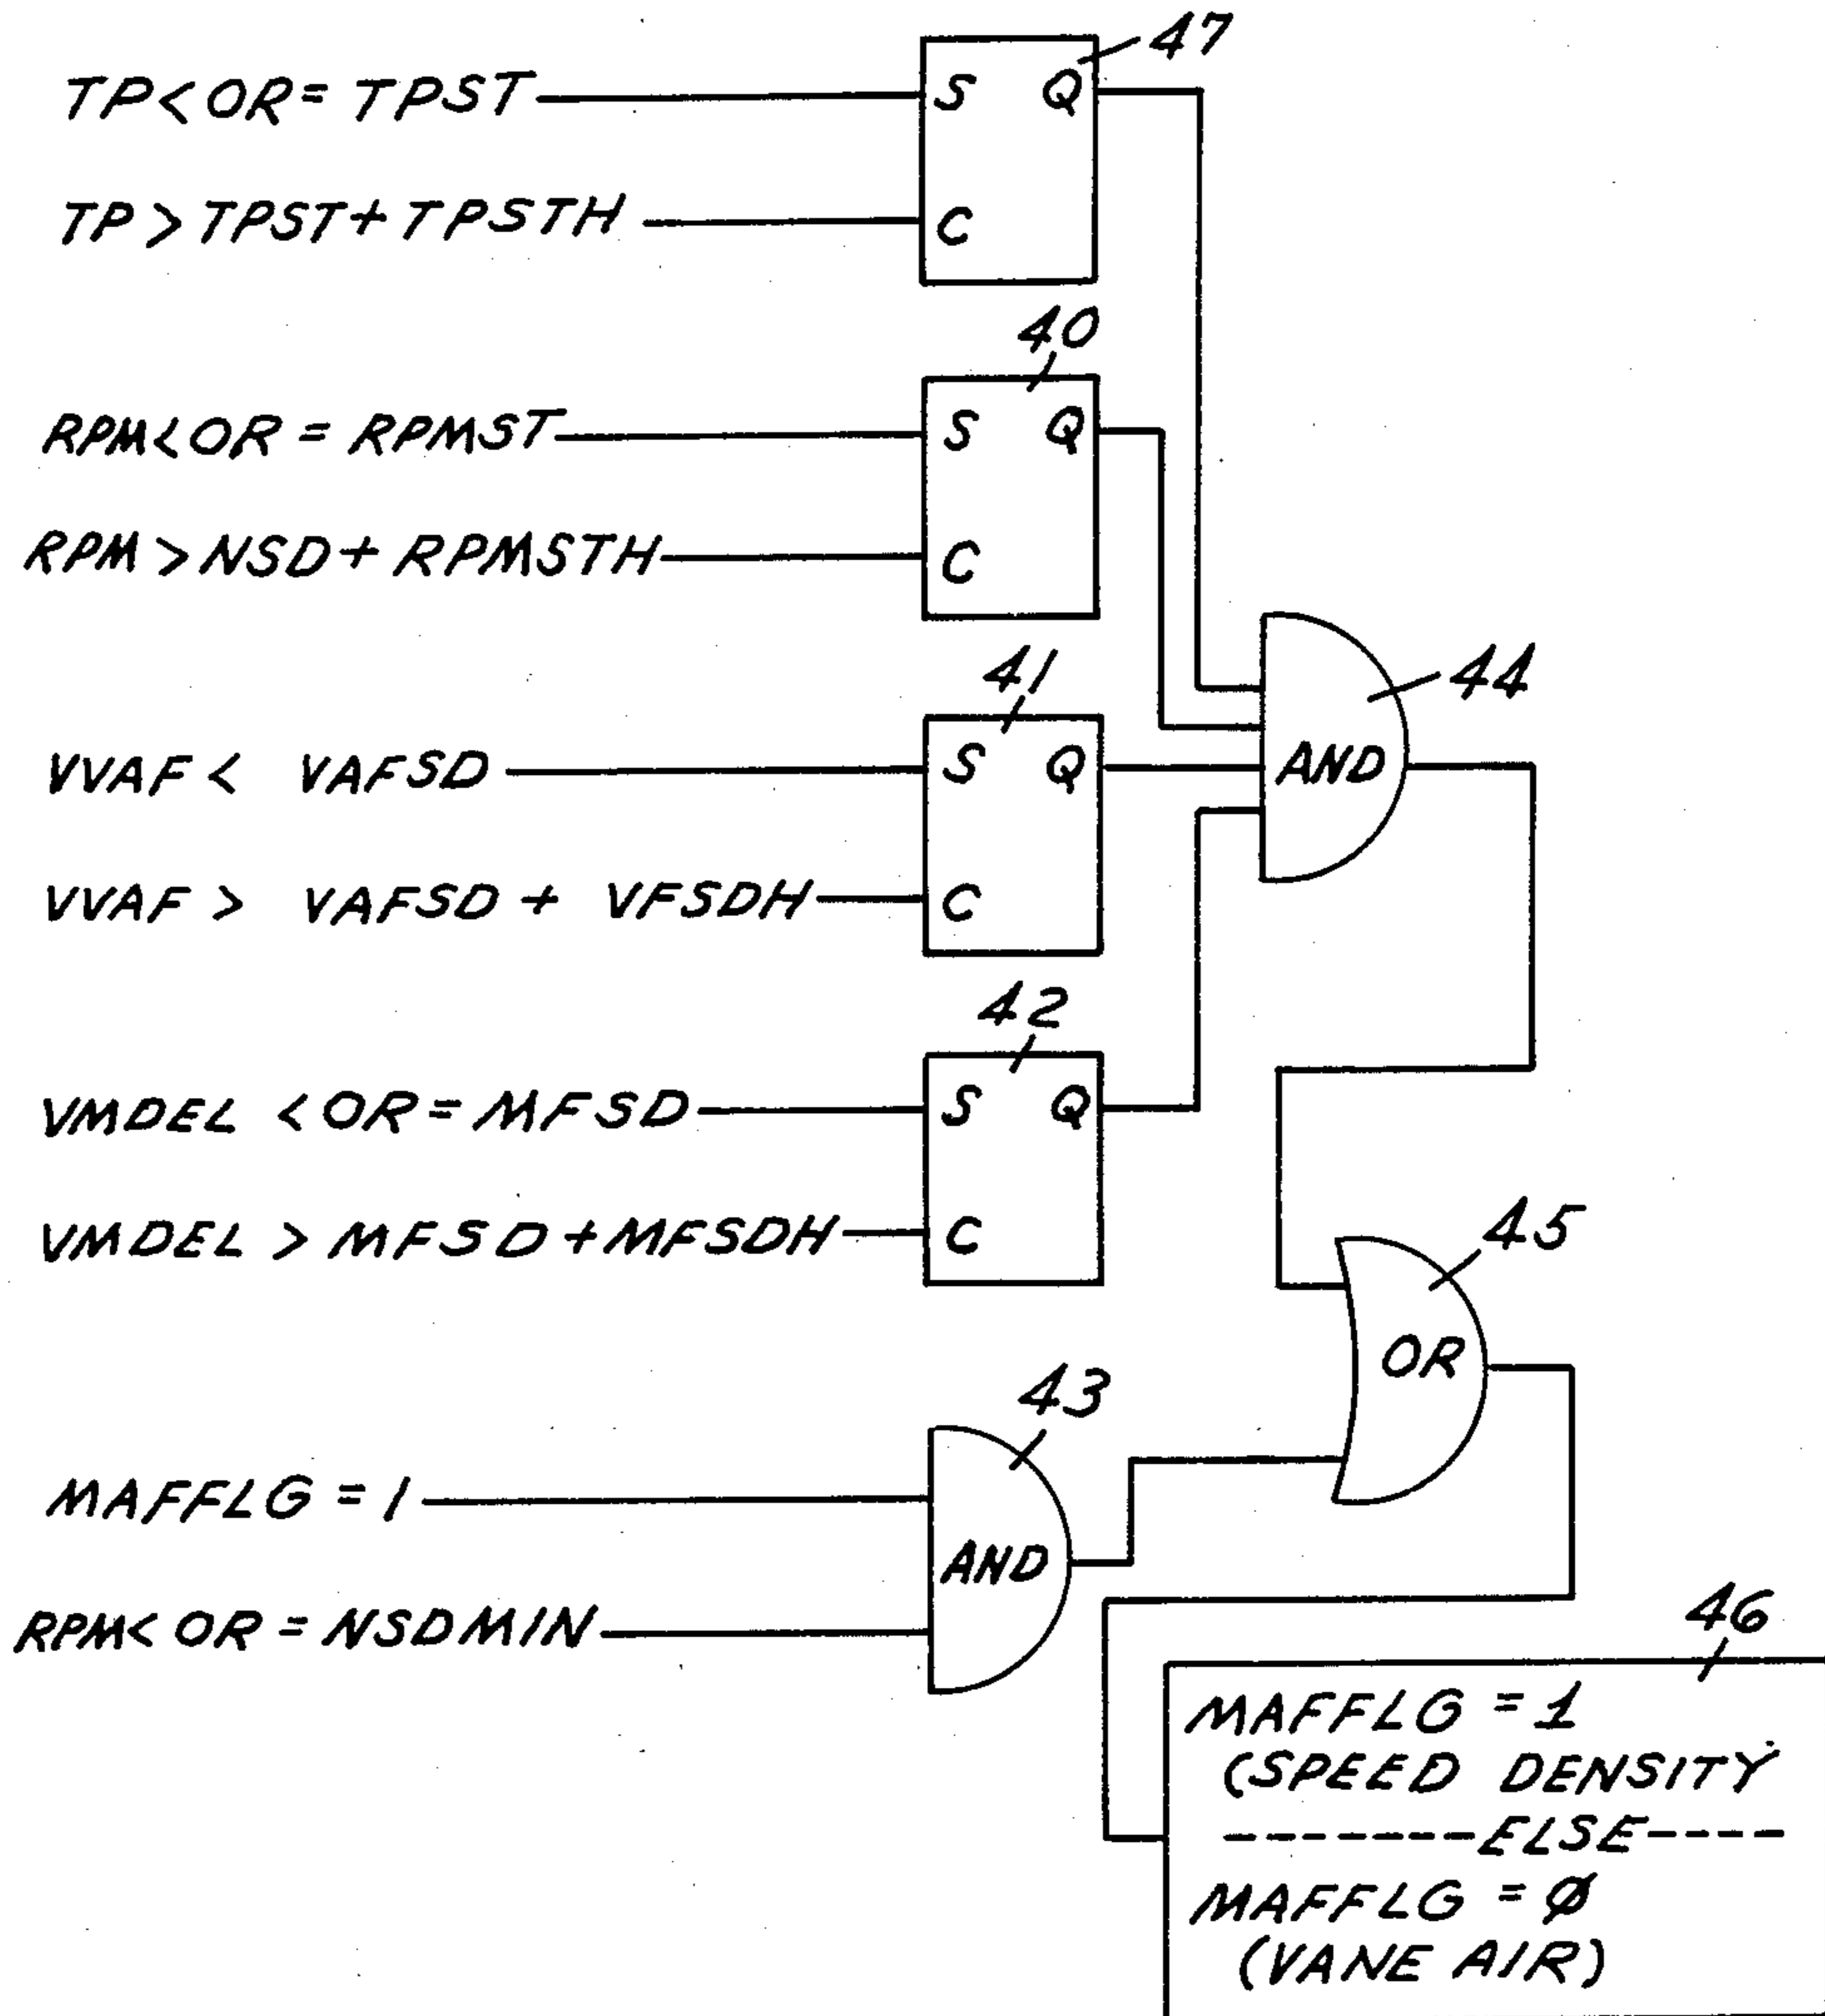 47
TP<OR= TPST
S Q
TP>TPST+TPSTH
C
40
RPM<OR = RPMST
S Q
RPM>NSD+ RPMSTH
C
41
44
VVAF < VAFSD
S Q
AND
VVAF > VAFSD + VFSDH
C
42
VMDEL <OR= MFSD
S Q
VMDEL > MFSD +MFSDH
C
45
OR
43
MAFFLG = 1
AND
RPM< OR = NSDMIN
46
MAFFLG = 1
(SPEED DENSITY
--------ELSE----
MAFFLG = Ø
(VANE AIR)